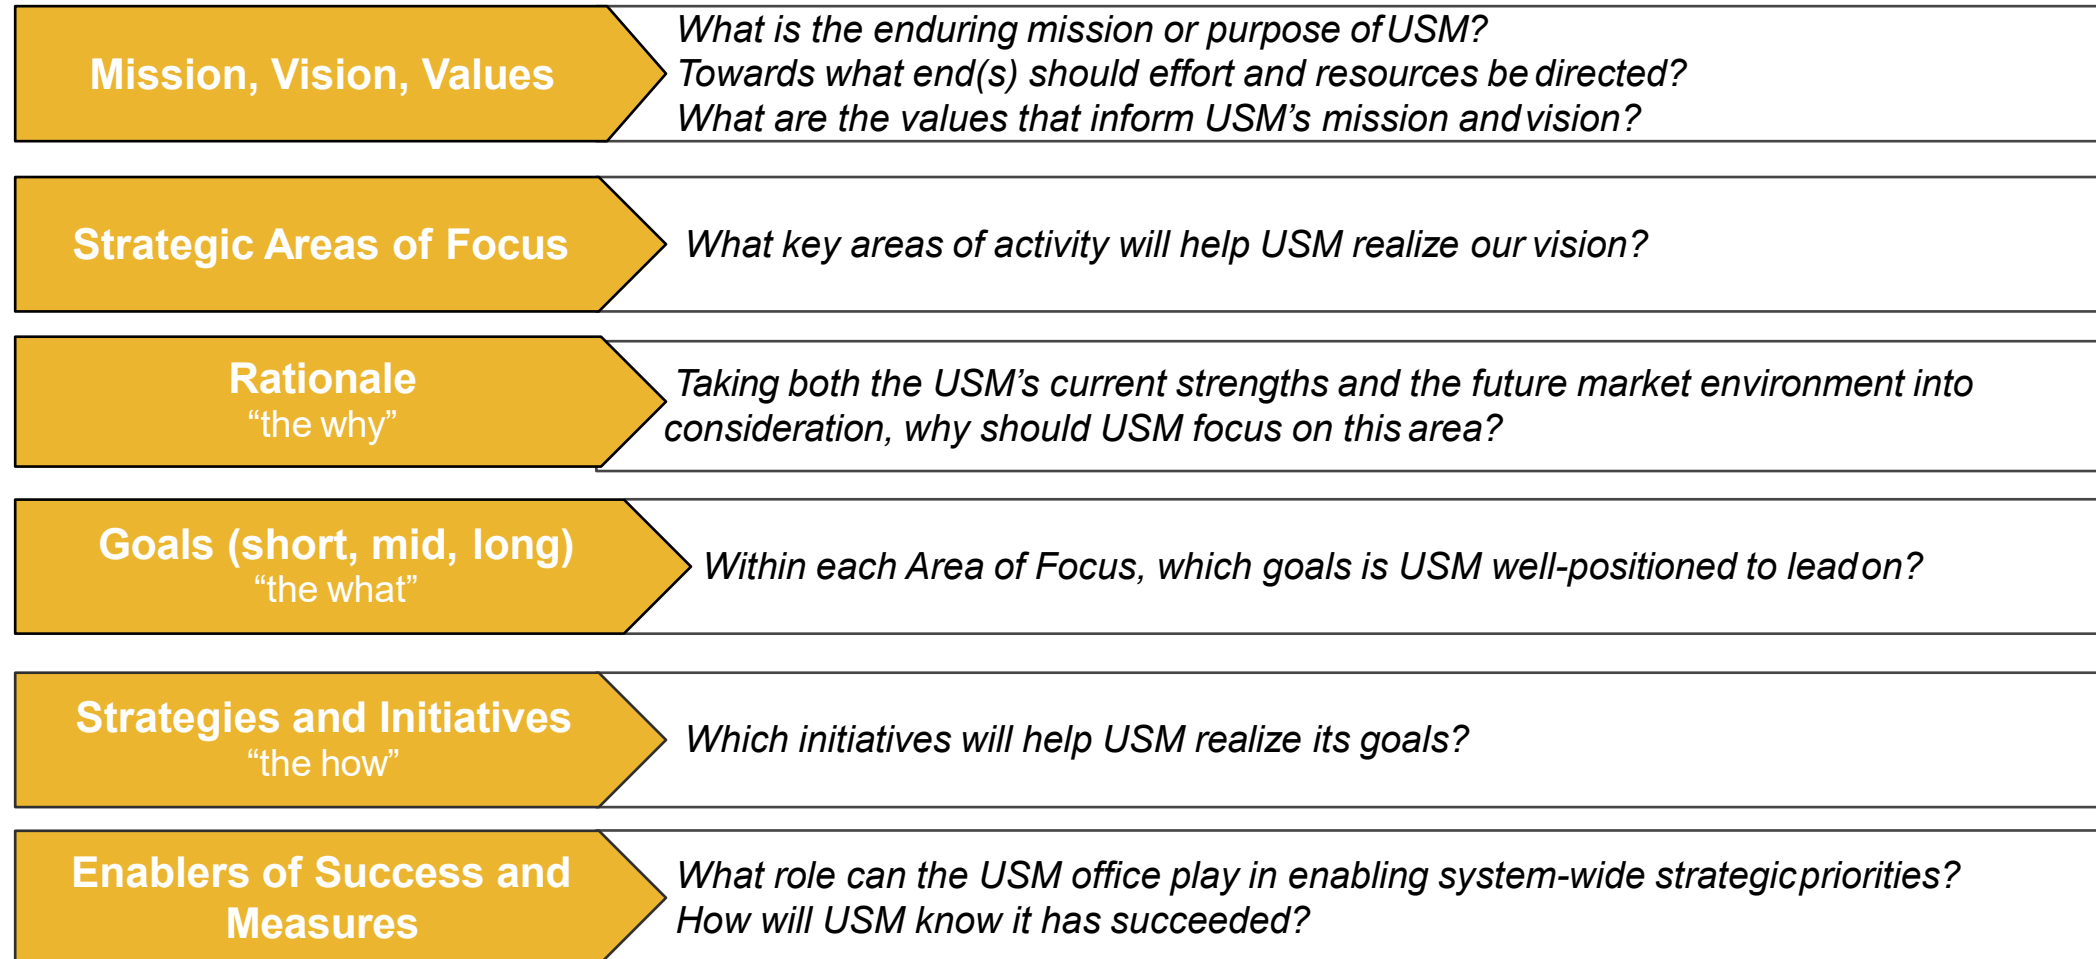 Mission, Vision, Values
What is the enduring mission or purpose of USM?
Towards what end(s) should effort and resources be directed?
What are the values that inform USM’s mission and vision?
Strategic Areas of Focus
What key areas of activity will help USM realize our vision?
Rationale
“the why”
Taking both the USM’s current strengths and the future market environment into
consideration, why should USM focus on this area?
Goals (short, mid, long)
“the what”
Within each Area of Focus, which goals is USM well-positioned to lead on?
Strategies and Initiatives
“the how”
Which initiatives will help USM realize its goals?
Enablers of Success and
Measures
What role can the USM office play in enabling system-wide strategic priorities?
How will USM know it has succeeded?